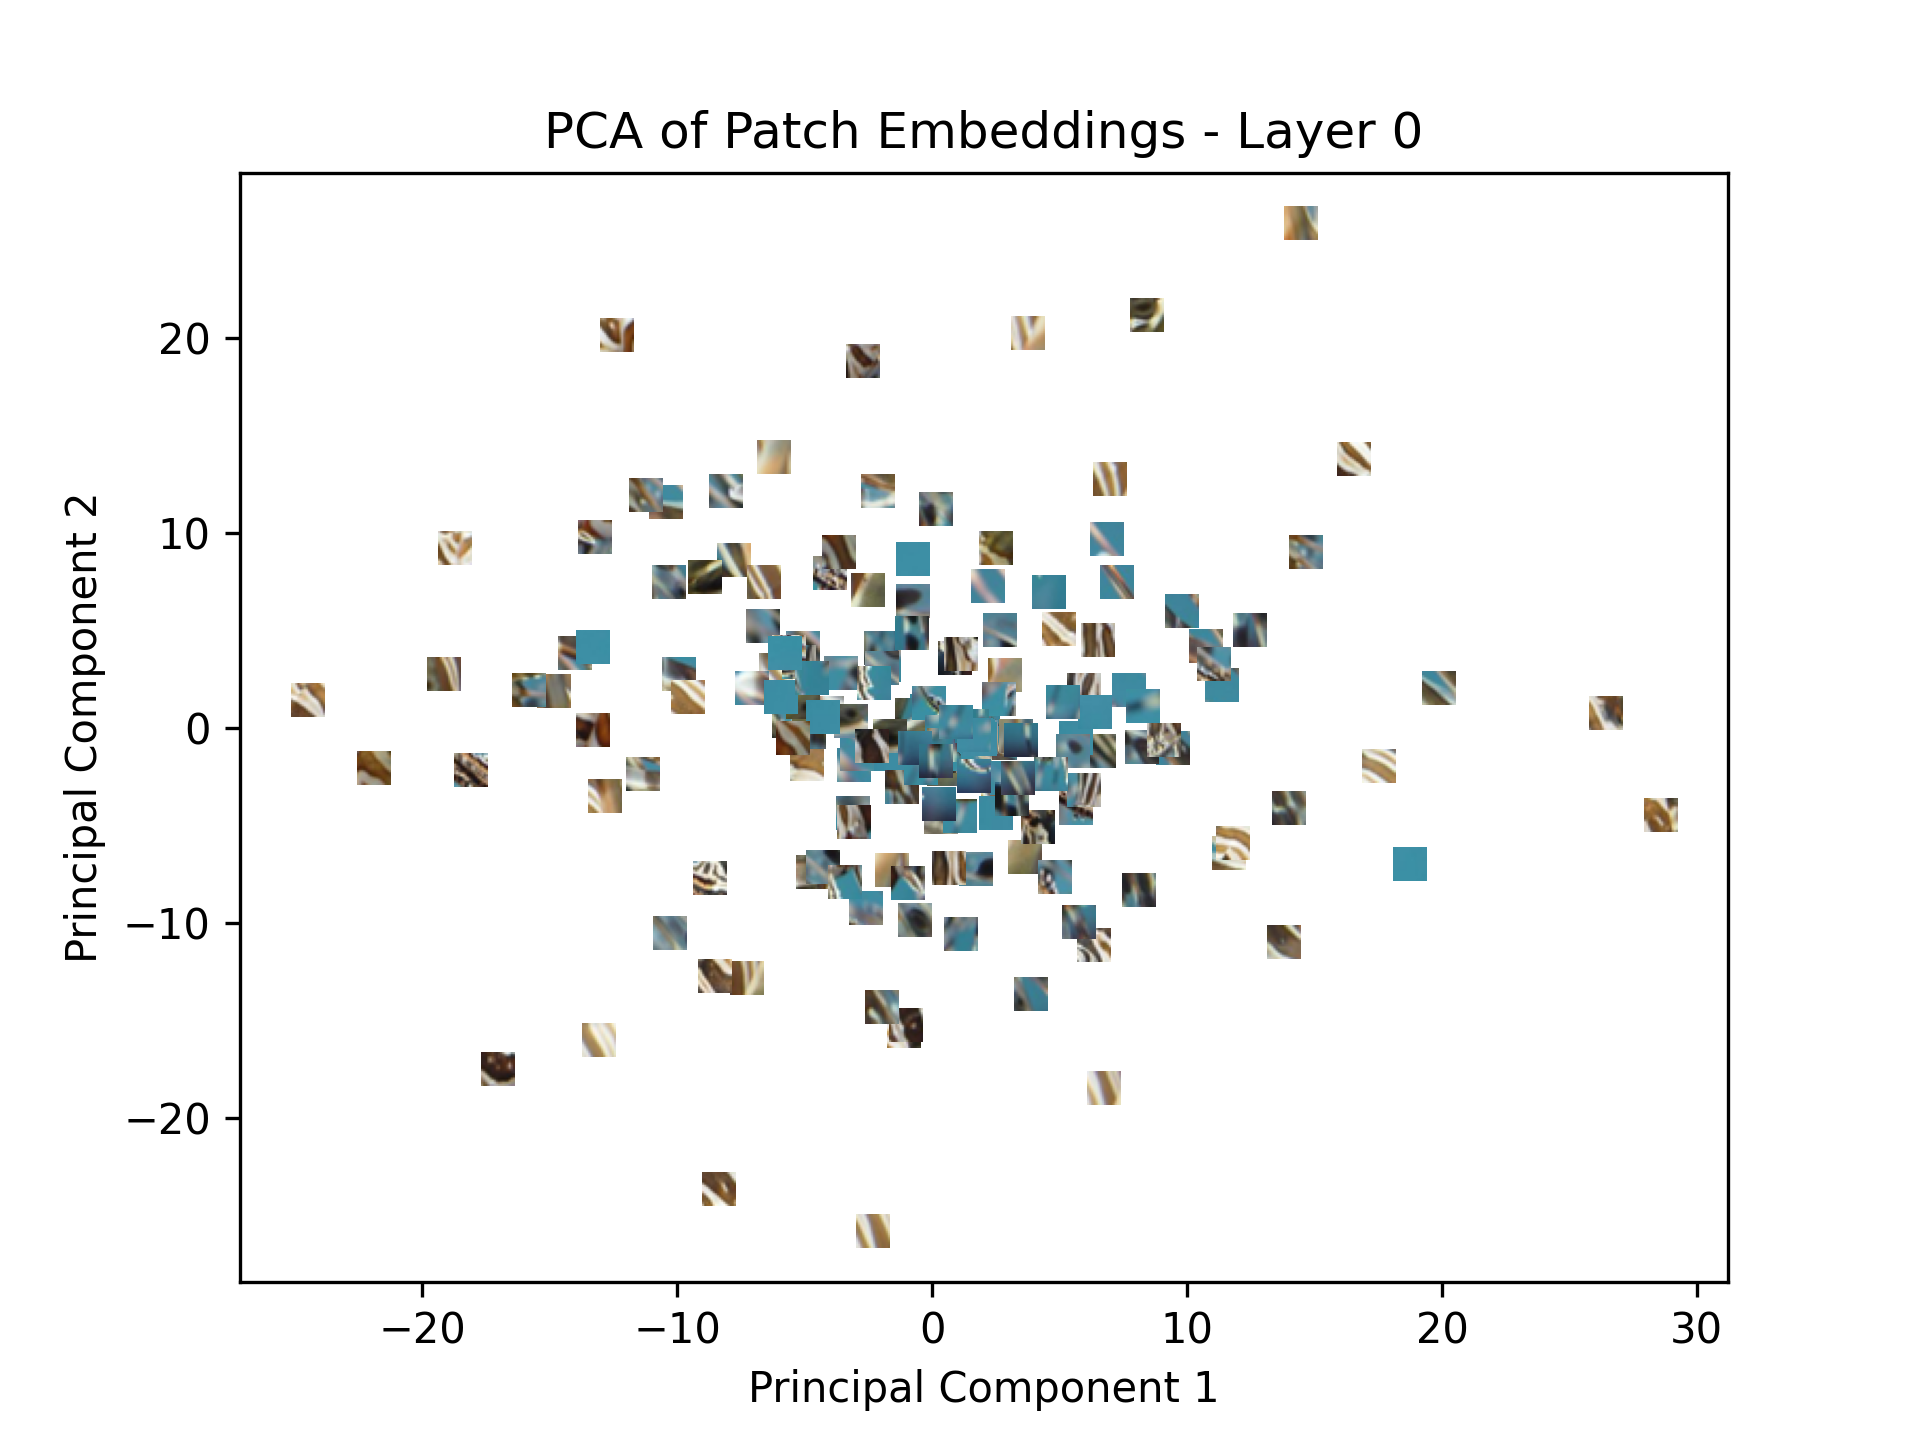 PCA of Patch Embeddings - Layer 0
20
10
0
−10
−20
Principal Component 2
−20 −10 0 10 20 30
Principal Component 1